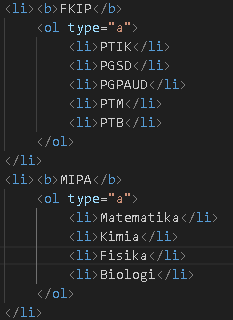 <li><b>FKIP</b>
<ol type="a">
<li>PTIK</li>
<li>PGSD</li>
<li>PGPAUD</li>
<li>PTM</li>
<li>PTB</li>
</ol>
</li>
<li><b>MIPA</b>
<ol type="a">
<li>Matematika</li>
<li>Kimia</li>
<li>Fisika</li>
<li>Biologi</li>
</ol>
</li>